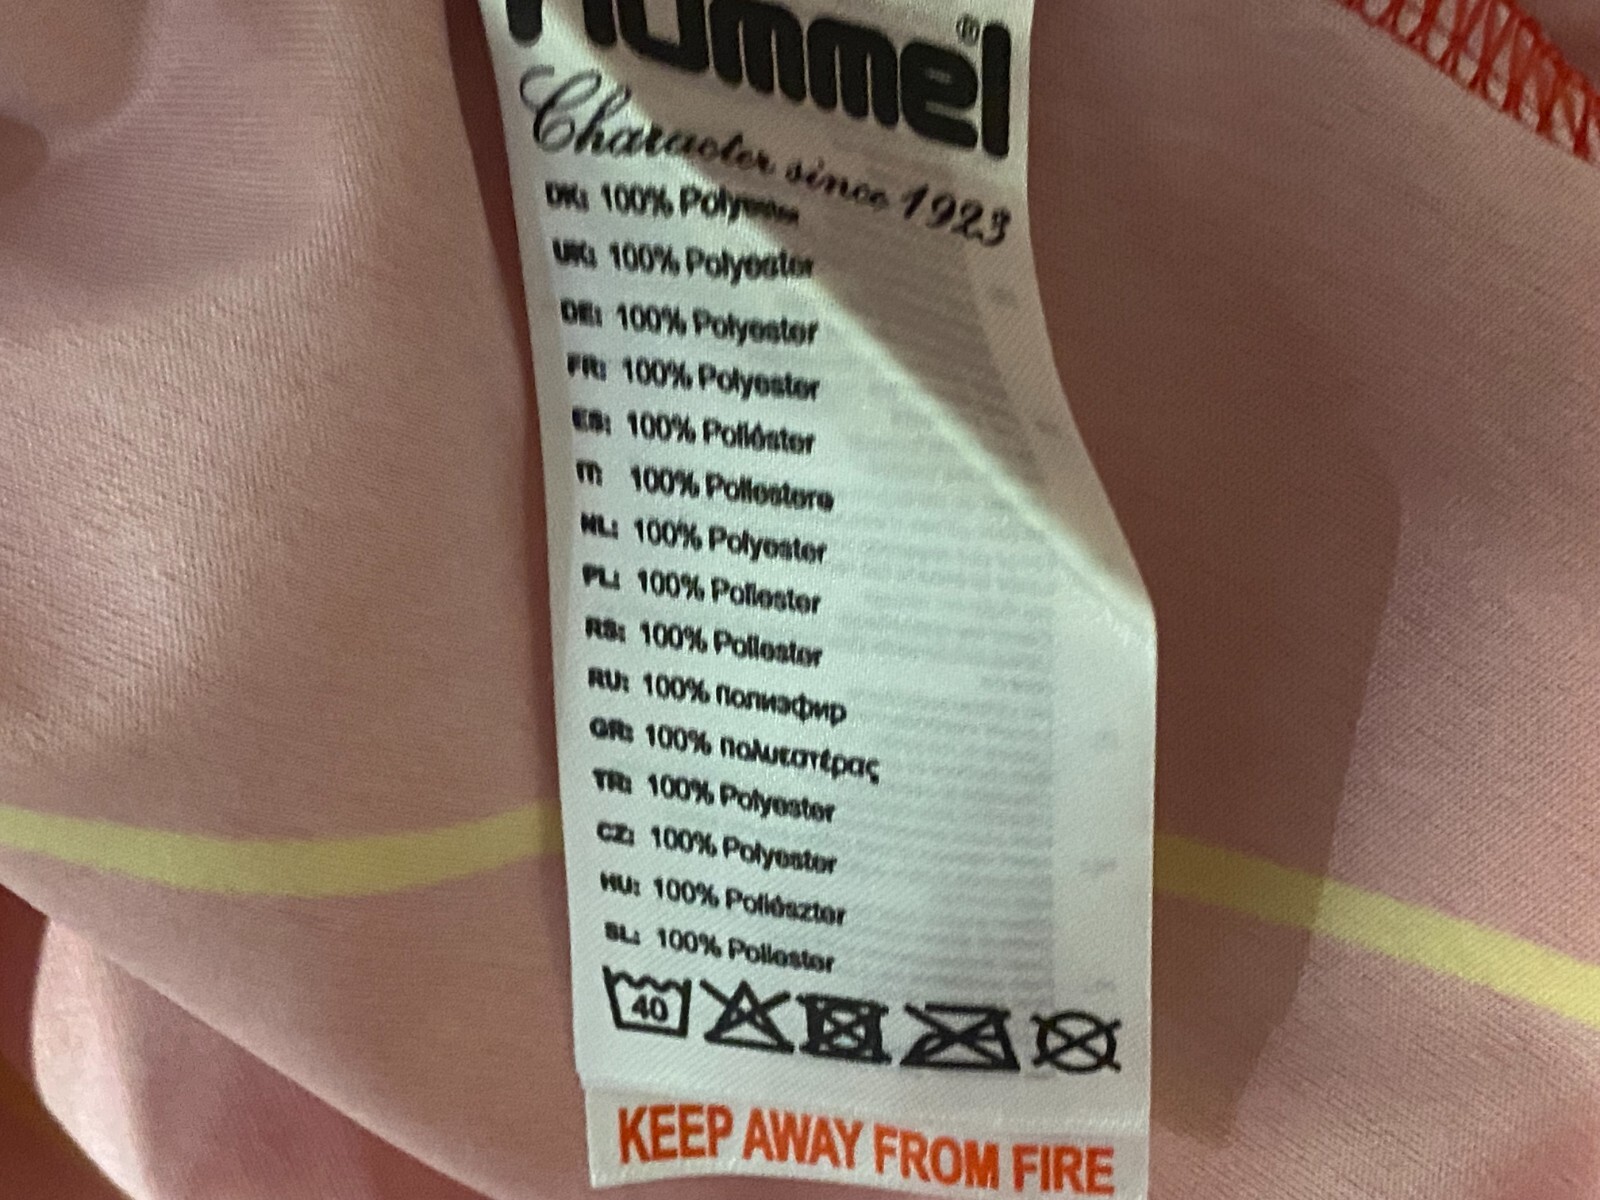 hummel®
Character since 1923
DK: 100% Polyester
UK: 100% Polyester
DE: 100% Polyester
FR: 100% Polyester
ES: 100% Poliéster
IT: 100% Poliestere
NL: 100% Polyester
PL: 100% Poliester
RS: 100% Poliester
RU: 100% полиэфир
GR: 100% πολυεστέρας
TR: 100% Polyester
CZ: 100% Polyester
HU: 100% Poliészter
SL: 100% Poliester
40
KEEP AWAY FROM FIRE